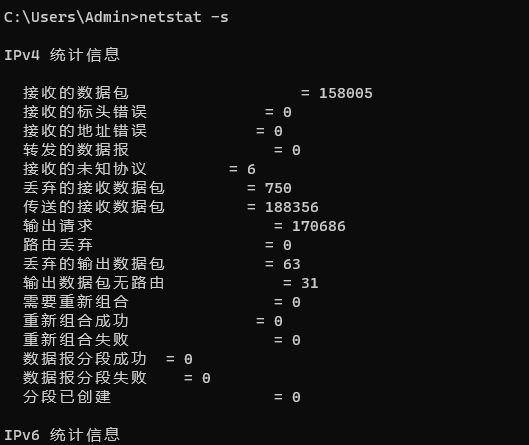 C:\Users\Admin>netstat -s
IPv4 统计信息
接收的数据包 = 158005
接收的标头错误 = 0
接收的地址错误 = 0
转发的数据报 = 0
接收的未知协议 = 6
丢弃的接收数据包 = 750
传送的接收数据包 = 188356
输出请求 = 170686
路由丢弃 = 0
丢弃的输出数据包 = 63
输出数据包无路由 = 31
需要重新组合 = 0
重新组合成功 = 0
重新组合失败 = 0
数据报分段成功 = 0
数据报分段失败 = 0
分段已创建 = 0
IPv6 统计信息